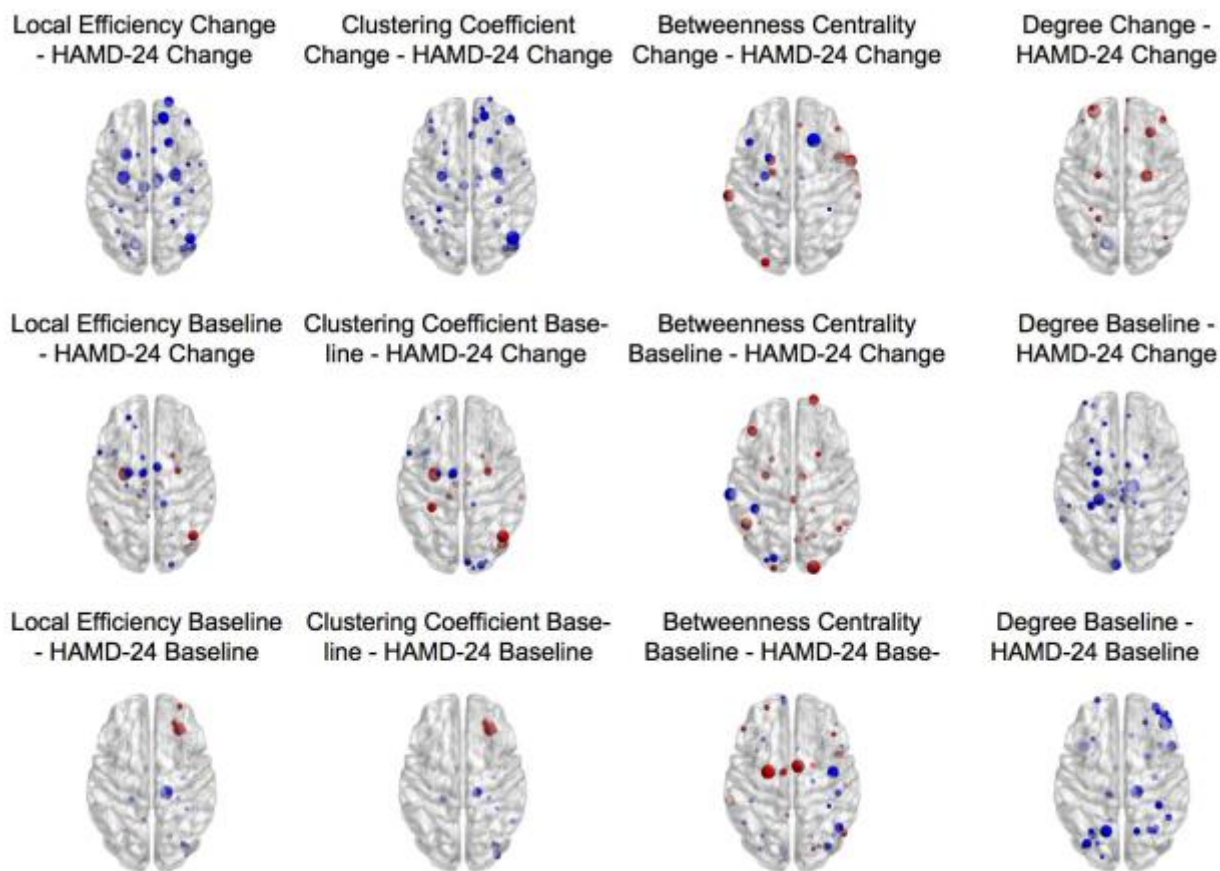 Local Efficiency Change
- HAMD-24 Change
Clustering Coefficient
Change - HAMD-24 Change
Betweenness Centrality
Change - HAMD-24 Change
Degree Change -
HAMD-24 Change
Local Efficiency Baseline
- HAMD-24 Change
Clustering Coefficient Base-
line - HAMD-24 Change
Betweenness Centrality
Baseline - HAMD-24 Change
Degree Baseline -
HAMD-24 Change
Local Efficiency Baseline
- HAMD-24 Baseline
Clustering Coefficient Base-
line - HAMD-24 Baseline
Betweenness Centrality
Baseline - HAMD-24 Base-
Degree Baseline -
HAMD-24 Baseline